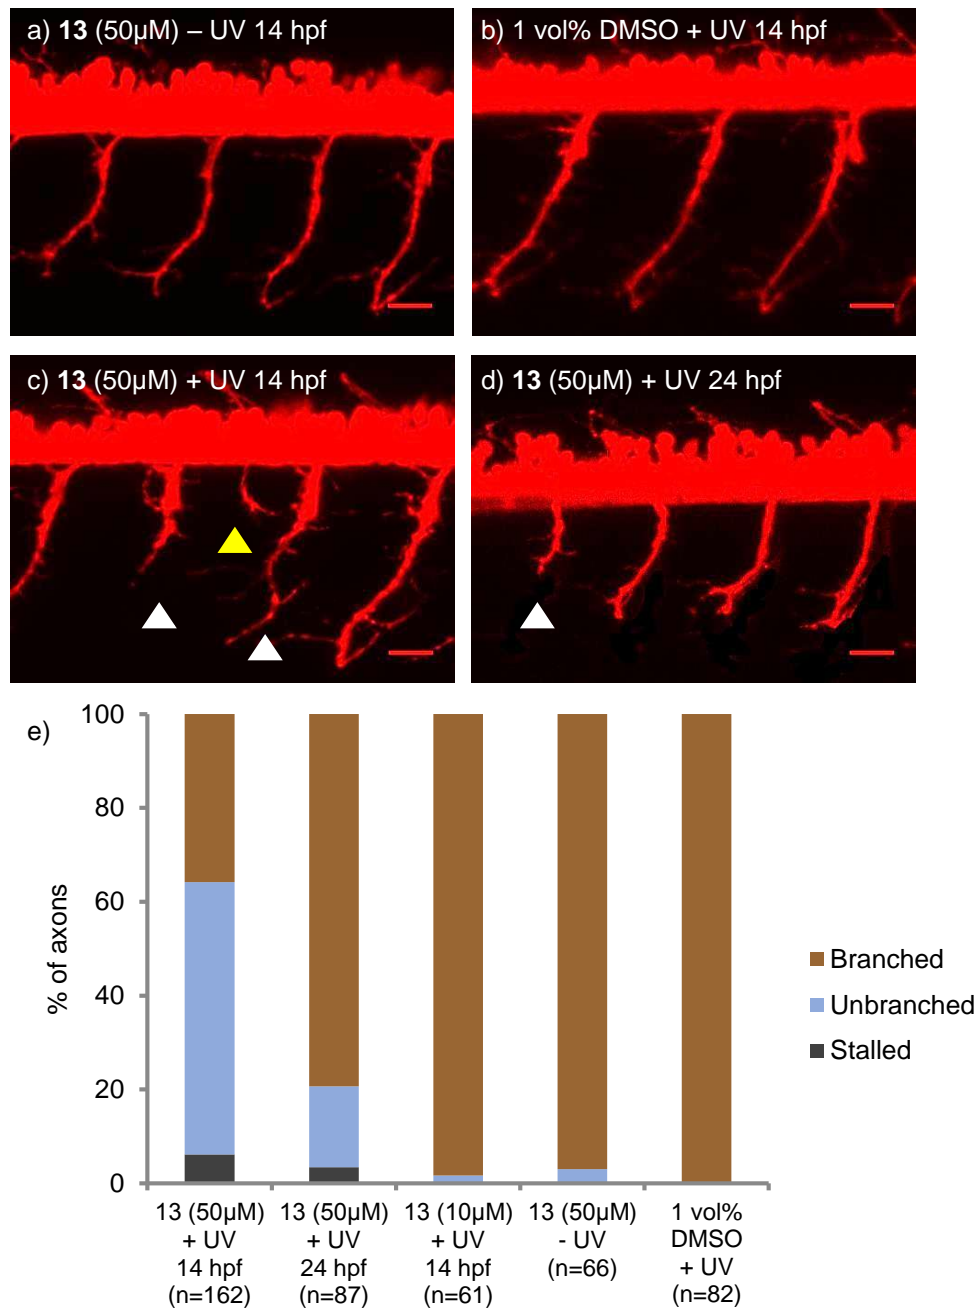 a) 13 (50µM) – UV 14 hpf
b) 1 vol% DMSO + UV 14 hpf
c) 13 (50µM) + UV 14 hpf
d) 13 (50µM) + UV 24 hpf
e)
100
80
60
40
20
0
% of axons
Branched
Unbranched
Stalled
13 (50µM)
+ UV
14 hpf
(n=162)
13 (50µM)
+ UV
24 hpf
(n=87)
13 (10µM)
+ UV
14 hpf
(n=61)
13 (50µM)
- UV
(n=66)
1 vol%
DMSO
+ UV
(n=82)